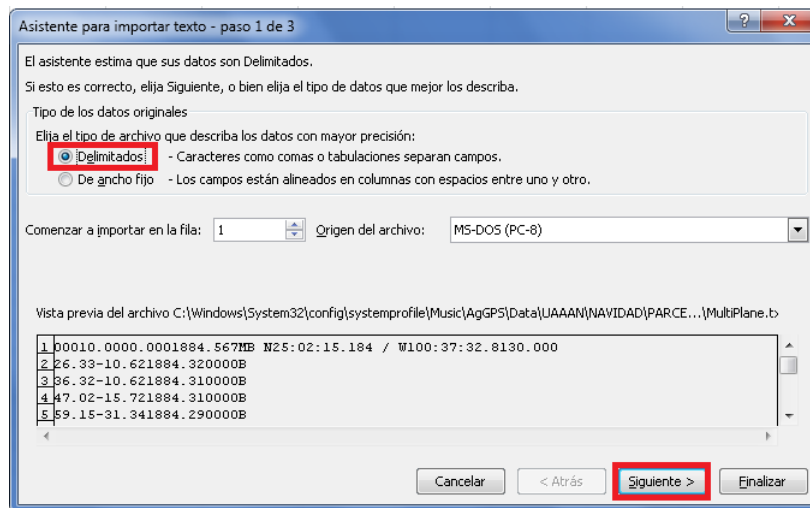 Asistente para importar texto - paso 1 de 3
El asistente estima que sus datos son Delimitados.
Si esto es correcto, elija Siguiente, o bien elija el tipo de datos que mejor los describa.
Tipo de los datos originales
Elija el tipo de archivo que describa los datos con mayor precisión:
Delimitados - Caracteres como comas o tabulaciones separan campos.
De ancho fijo - Los campos están alineados en columnas con espacios entre uno y otro.
Comenzar a importar en la fila: 1 Origen del archivo: MS-DOS (PC-8)
Vista previa del archivo C:\Windows\System32\config\systemprofile\Music\AgGPS\Data\UAAAN\NAVIDAD\PARCE...\MultiPlane.t
1 00010.0000.0001884.567MB N25:02:15.184 / W100:37:32.8130.000
2 26.33-10.621884.320000B
3 36.32-10.621884.310000B
4 47.02-15.721884.310000B
5 59.15-31.341884.290000B
Cancelar < Atrás Siguiente > Finalizar